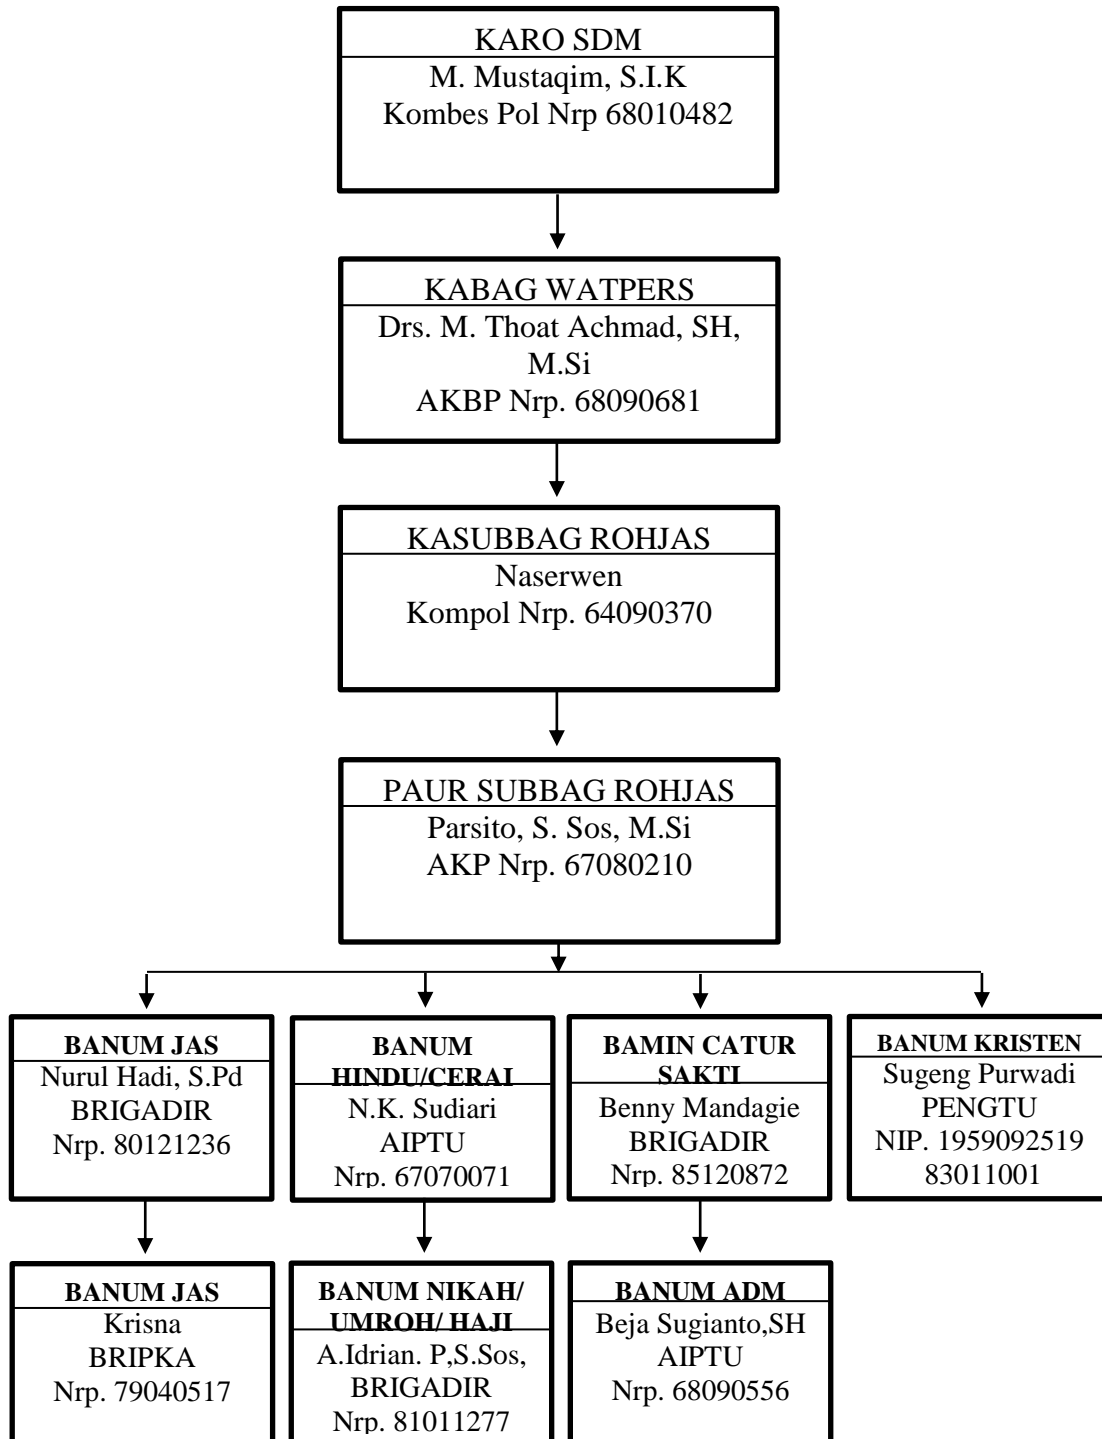 KARO SDM
M. Mustaqim, S.I.K
Kombes Pol Nrp 68010482
KABAG WATPERS
Drs. M. Thoat Achmad, SH,
M.Si
AKBP Nrp. 68090681
KASUBBAG ROHJAS
Naserwen
Kompol Nrp. 64090370
PAUR SUBBAG ROHJAS
Parsito, S. Sos, M.Si
AKP Nrp. 67080210
BANUM JAS
Nurul Hadi, S.Pd
BRIGADIR
Nrp. 80121236
BANUM
HINDU/CERAI
N.K. Sudiari
AIPTU
Nrp. 67070071
BAMIN CATUR
SAKTI
Benny Mandagie
BRIGADIR
Nrp. 85120872
BANUM KRISTEN
Sugeng Purwadi
PENGTU
NIP. 1959092519
83011001
BANUM JAS
Krisna
BRIPKA
Nrp. 79040517
BANUM NIKAH/
UMROH/ HAJI
A.Idrian. P,S.Sos,
BRIGADIR
Nrp. 81011277
BANUM ADM
Beja Sugianto,SH
AIPTU
Nrp. 68090556